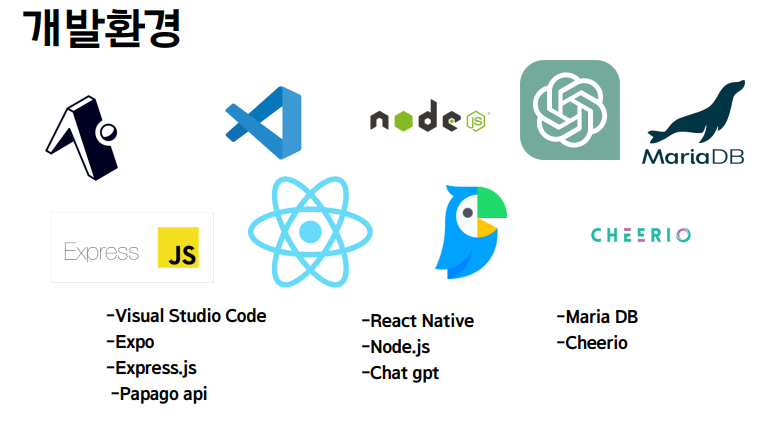 개발환경
node
JS
MariaDB
Express
JS
CHEERIO
-Visual Studio Code
-Expo
-Express.js
-Papago api
-React Native
-Node.js
-Chat gpt
-Maria DB
-Cheerio